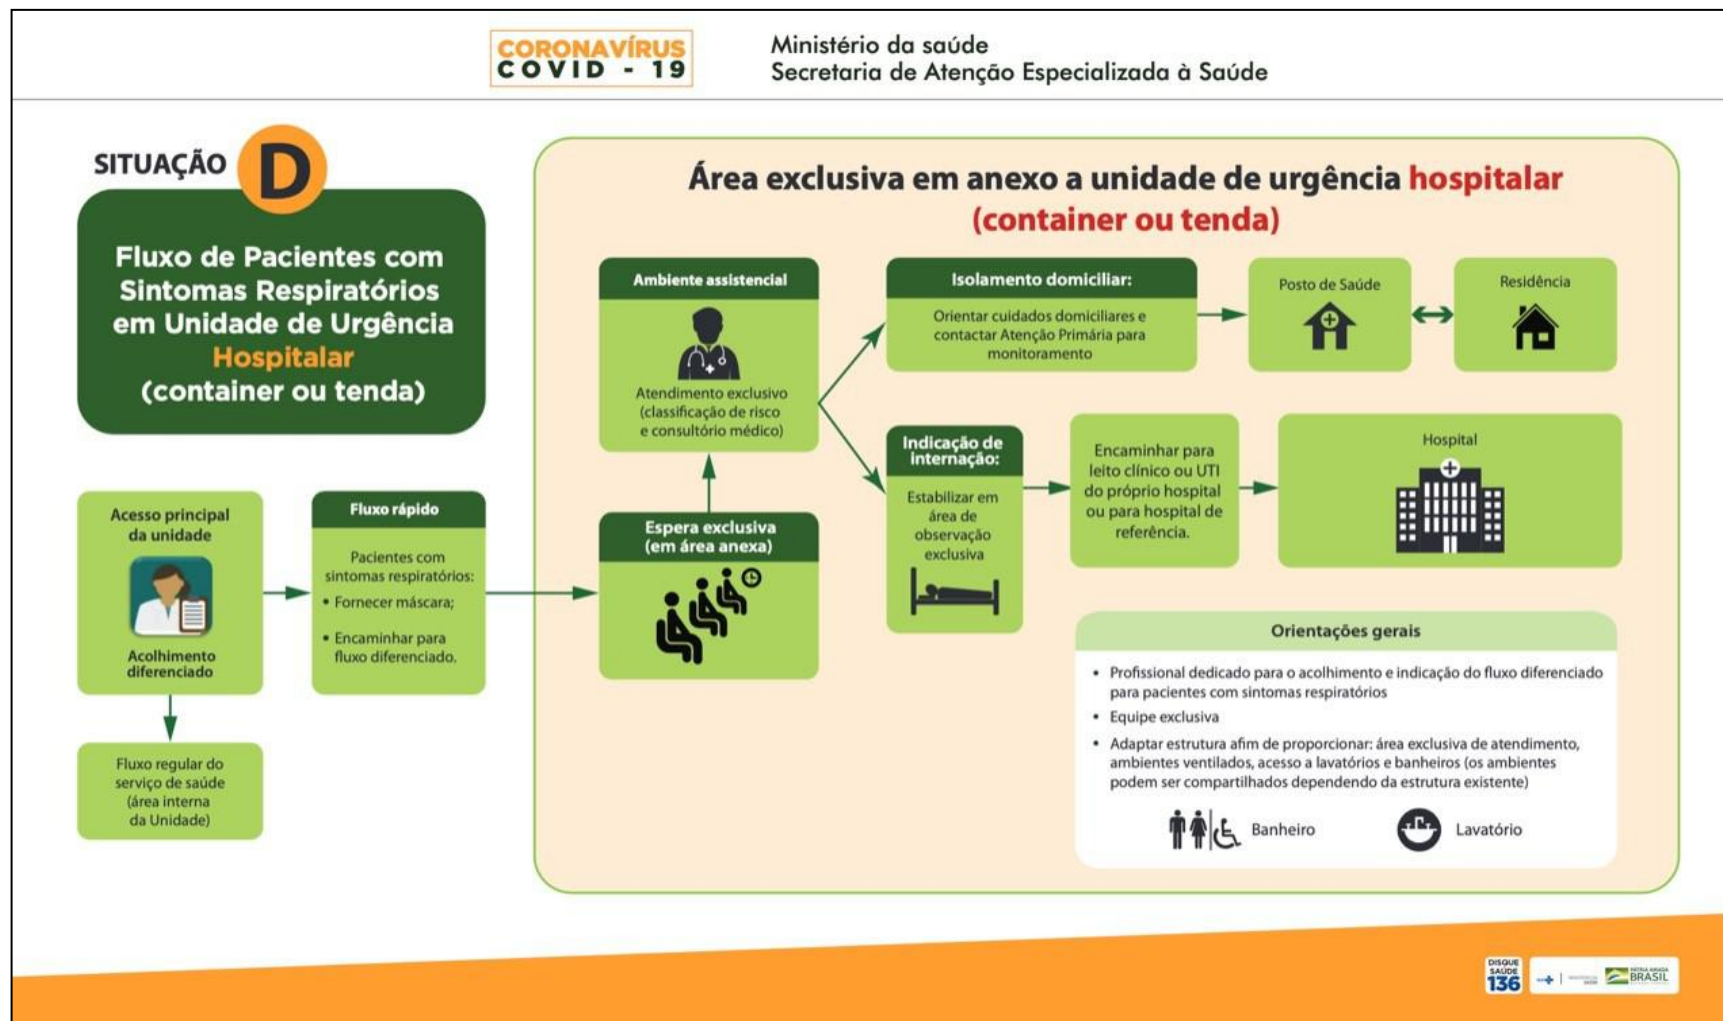 CORONAVÍRUS
COVID - 19
Ministério da saúde
Secretaria de Atenção Especializada à Saúde
SITUAÇÃO D
Fluxo de Pacientes com
Sintomas Respiratórios
em Unidade de Urgência
Hospitalar
(container ou tenda)
Acesso principal
da unidade
Acolhimento
diferenciado
Fluxo regular do
serviço de saúde
(área interna
da Unidade)
Fluxo rápido
Pacientes com
sintomas respiratórios:
• Fornecer máscara;
• Encaminhar para
fluxo diferenciado.
Área exclusiva em anexo a unidade de urgência hospitalar
(container ou tenda)
Espera exclusiva
(em área anexa)
Ambiente assistencial
Atendimento exclusivo
(classificação de risco
e consultório médico)
Isolamento domiciliar:
Orientar cuidados domiciliares e
contactar Atenção Primária para
monitoramento
Posto de Saúde
Residência
Indicação de
internação:
Estabilizar em
área de
observação
exclusiva
Encaminhar para
leito clínico ou UTI
do próprio hospital
ou para hospital de
referência.
Hospital
Orientações gerais
• Profissional dedicado para o acolhimento e indicação do fluxo diferenciado
para pacientes com sintomas respiratórios
• Equipe exclusiva
• Adaptar estrutura afim de proporcionar: área exclusiva de atendimento,
ambientes ventilados, acesso a lavatórios e banheiros (os ambientes
podem ser compartilhados dependendo da estrutura existente)
Banheiro
Lavatório
DISQUE
SAÚDE
136
PÁTRIA AMADA
BRASIL